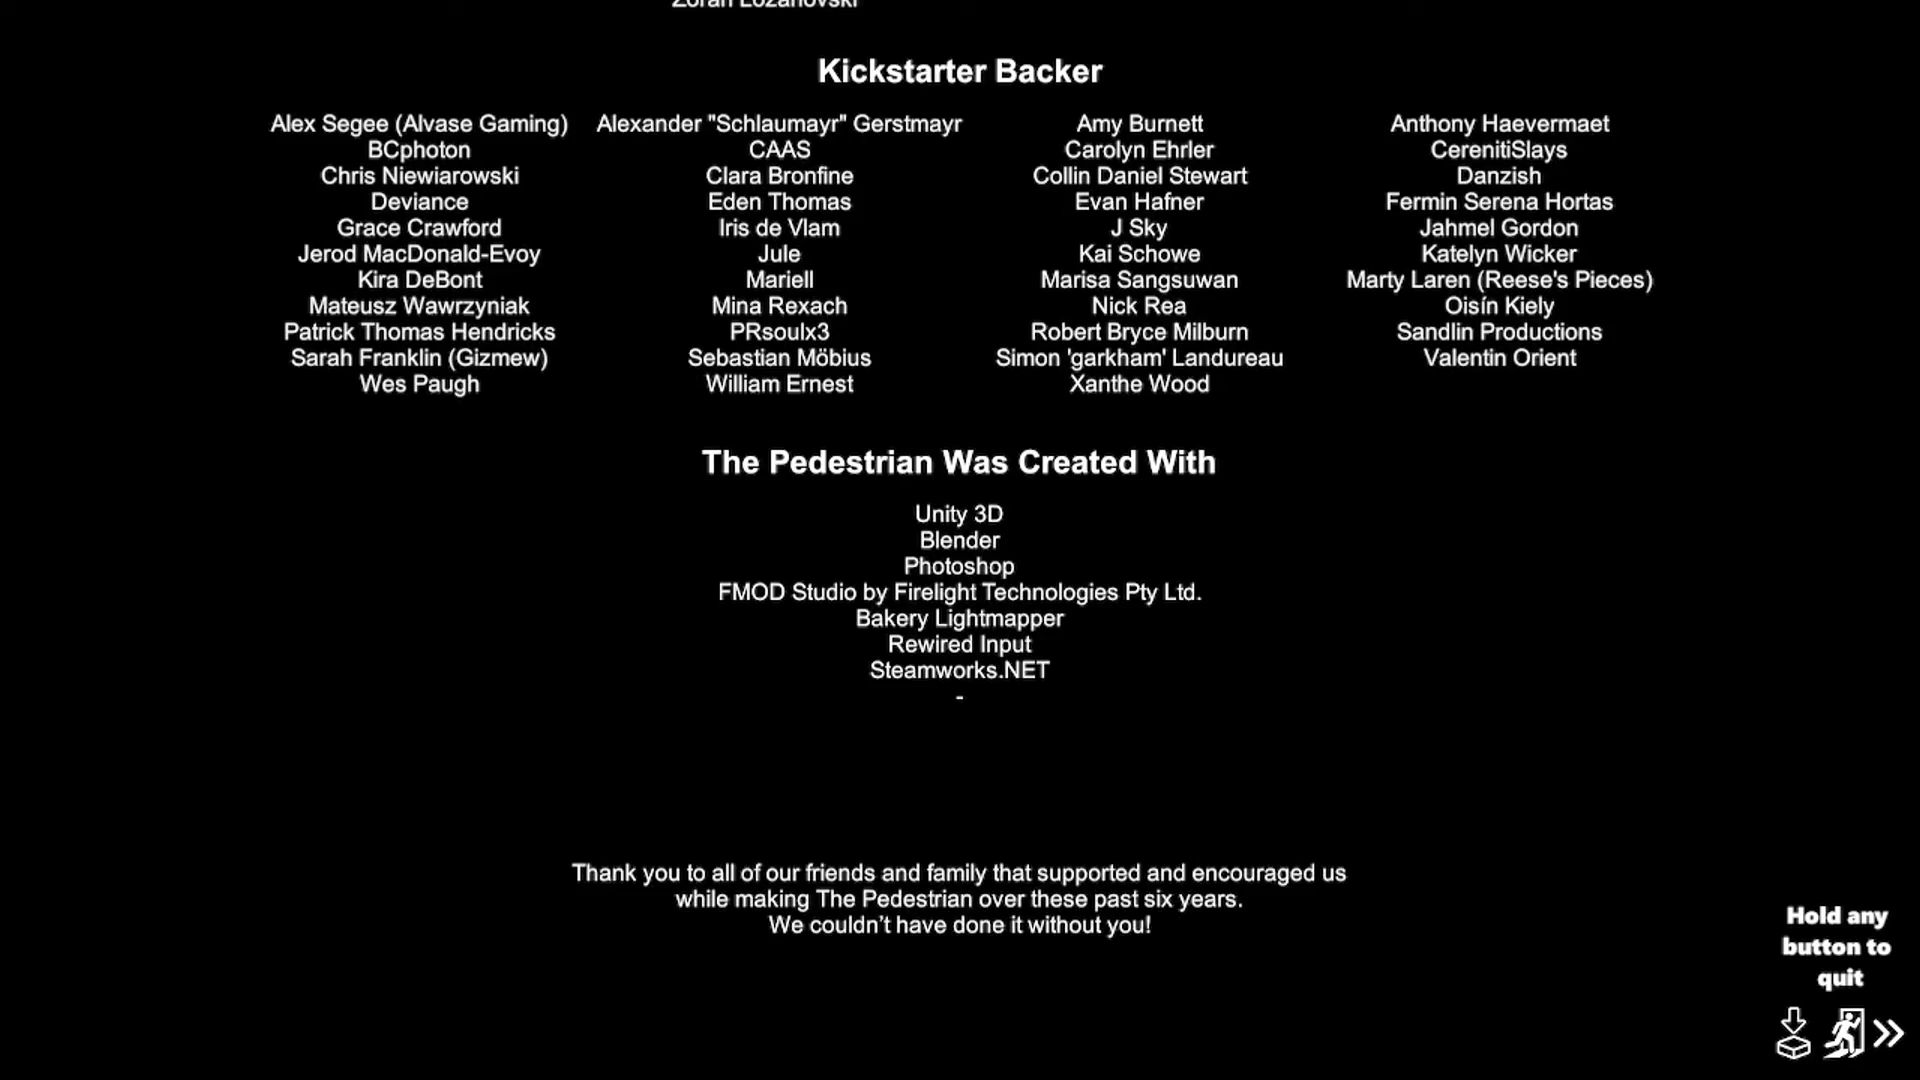 Zoran Lozanovski
Kickstarter Backer
Alex Segee (Alvase Gaming) Alexander "Schlaumayr" Gerstmayr Amy Burnett Anthony Haevermaet
BCphoton CAAS Carolyn Ehrler CerenitiSlays
Chris Niewiarowski Clara Bronfine Collin Daniel Stewart Danzish
Deviance Eden Thomas Evan Hafner Fermin Serena Hortas
Grace Crawford Iris de Vlam J Sky Jahmel Gordon
Jerod MacDonald-Evoy Jule Kai Schowe Katelyn Wicker
Kira DeBont Mariell Marisa Sangsuwan Marty Laren (Reese's Pieces)
Mateusz Wawrzyniak Mina Rexach Nick Rea Oisín Kiely
Patrick Thomas Hendricks PRsoulx3 Robert Bryce Milburn Sandlin Productions
Sarah Franklin (Gizmew) Sebastian Möbius Simon 'garkham' Landureau Valentin Orient
Wes Paugh William Ernest Xanthe Wood
The Pedestrian Was Created With
Unity 3D
Blender
Photoshop
FMOD Studio by Firelight Technologies Pty Ltd.
Bakery Lightmapper
Rewired Input
Steamworks.NET
-
Thank you to all of our friends and family that supported and encouraged us
while making The Pedestrian over these past six years.
We couldn’t have done it without you!
Hold any
button to
quit